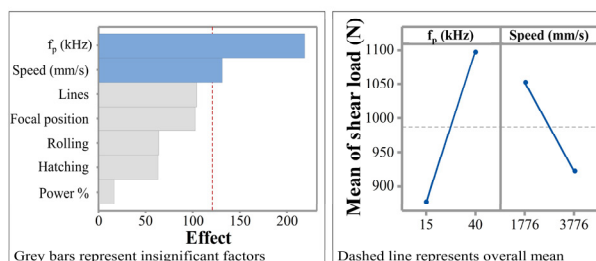 f_p (kHz)
Speed (mm/s)
Lines
Focal position
Rolling
Hatching
Power %
0 50 100 150 200
Effect
Grey bars represent insignificant factors
f_p (kHz) Speed (mm/s)
Mean of shear load (N)
1100
1050
1000
950
900
15 40 1776 3776
Dashed line represents overall mean